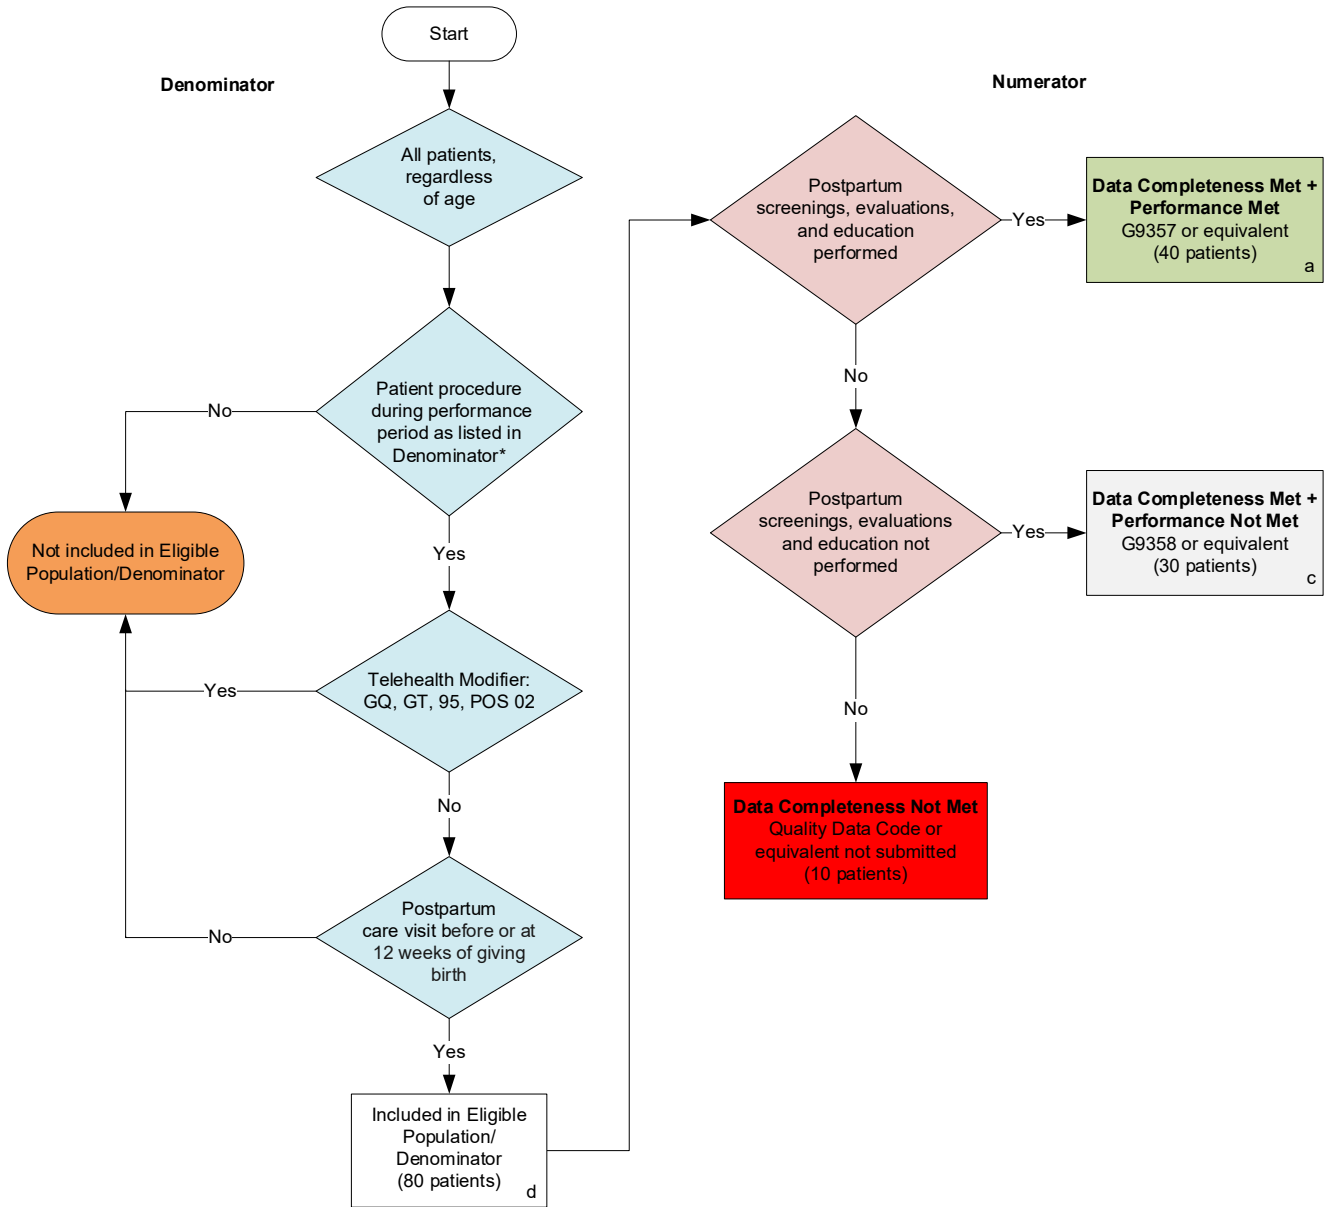 Start
Denominator
All patients,
regardless
of age
Patient procedure
during performance
period as listed in
Denominator*
No
Not included in Eligible
Population/Denominator
Yes
Telehealth Modifier:
GQ, GT, 95, POS 02
Yes
No
Postpartum
care visit before or at
12 weeks of giving
birth
No
Yes
Included in Eligible
Population/
Denominator
(80 patients)
d
Numerator
Postpartum
screenings, evaluations,
and education
performed
Yes
Data Completeness Met +
Performance Met
G9357 or equivalent
(40 patients)
a
No
Postpartum
screenings, evaluations
and education not
performed
Yes
Data Completeness Met +
Performance Not Met
G9358 or equivalent
(30 patients)
c
No
Data Completeness Not Met
Quality Data Code or
equivalent not submitted
(10 patients)